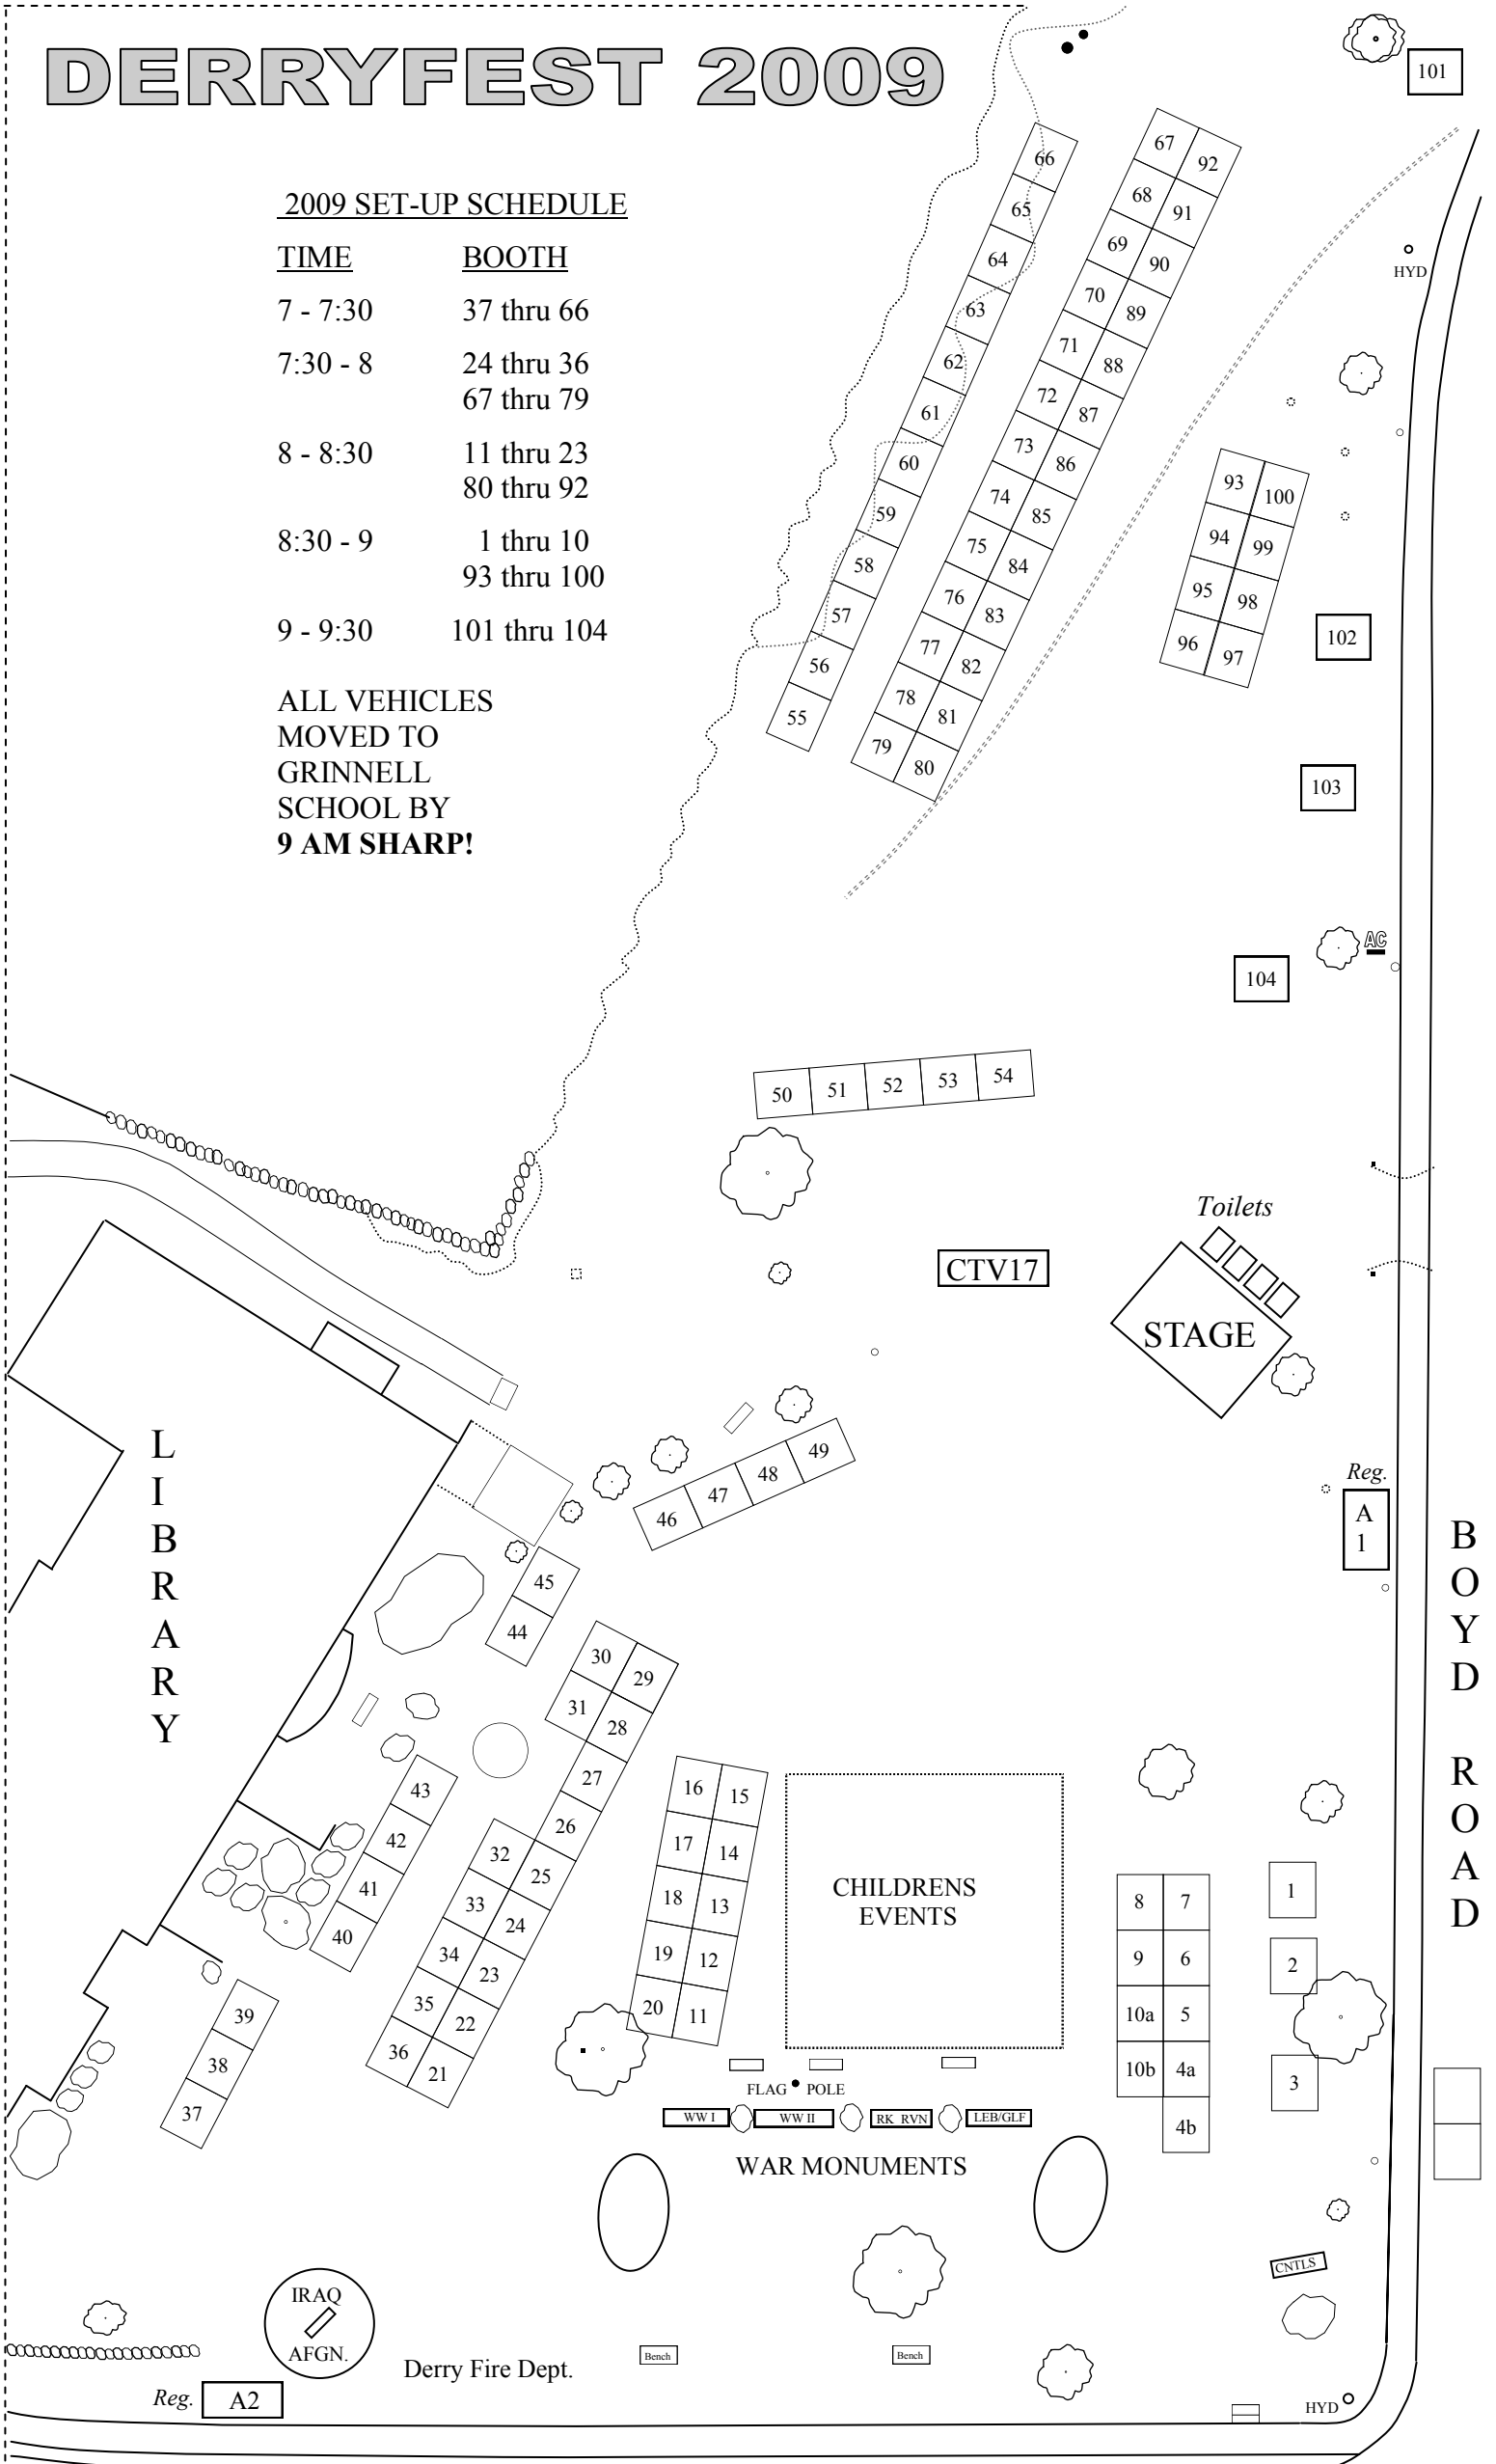 DERRYFEST 2009
101
2009 SET-UP SCHEDULE
TIME BOOTH
7 - 7:30 37 thru 66
7:30 - 8 24 thru 36
67 thru 79
8 - 8:30 11 thru 23
80 thru 92
8:30 - 9 1 thru 10
93 thru 100
9 - 9:30 101 thru 104
ALL VEHICLES
MOVED TO
GRINNELL
SCHOOL BY
9 AM SHARP!
66
65
64
63
62
61
60
59
58
57
56
55
67 92
68 91
69 90
70 89
71 88
72 87
73 86
74 85
75 84
76 83
77 82
78 81
79 80
HYD
93 100
94 99
95 98
96 97
102
103
AC
104
50 51 52 53 54
Toilets
CTV17
STAGE
LIBRARY
46 47 48 49
Reg.
A
1
BOYD ROAD
45
44
30 29
31 28
27
26
32 25
33 24
34 23
35 22
36 21
43
42
41
40
39
38
37
16 15
17 14
18 13
19 12
20 11
CHILDRENS
EVENTS
8 7
9 6
10a 5
10b 4a
4b
1
2
3
FLAG POLE
WW I WW II RK RVN LEB/GLF
WAR MONUMENTS
CNTLS
IRAQ
AFGN.
Derry Fire Dept.
Bench
Bench
Reg. A2
HYD